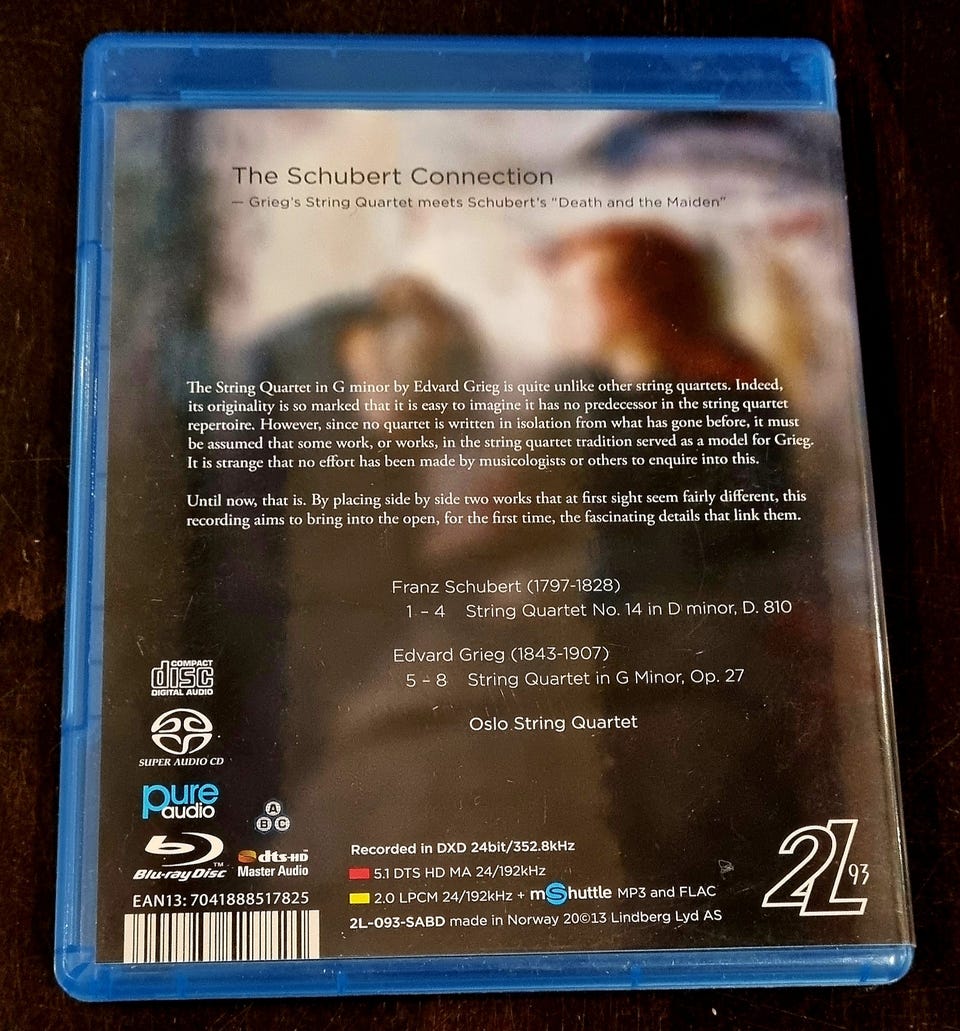 The Schubert Connection
— Grieg's String Quartet meets Schubert's "Death and the Maiden"
The String Quartet in G minor by Edvard Grieg is quite unlike other string quartets. Indeed,
its originality is so marked that it is easy to imagine it has no predecessor in the string quartet
repertoire. However, since no quartet is written in isolation from what has gone before, it must
be assumed that some work, or works, in the string quartet tradition served as a model for Grieg.
It is strange that no effort has been made by musicologists or others to enquire into this.
Until now, that is. By placing side by side two works that at first sight seem fairly different, this
recording aims to bring into the open, for the first time, the fascinating details that link them.
Franz Schubert (1797-1828)
1 – 4 String Quartet No. 14 in D minor, D. 810
Edvard Grieg (1843-1907)
5 – 8 String Quartet in G Minor, Op. 27
Oslo String Quartet
COMPACT
disc
DIGITAL AUDIO
SUPER AUDIO CD
pure
audio
A
B C
Blu-ray Disc™
dts-HD
Master Audio
EAN13: 7041888517825
Recorded in DXD 24bit/352.8kHz
5.1 DTS HD MA 24/192kHz
2.0 LPCM 24/192kHz + mShuttle MP3 and FLAC
2L-093-SABD made in Norway 20©13 Lindberg Lyd AS
2L 93